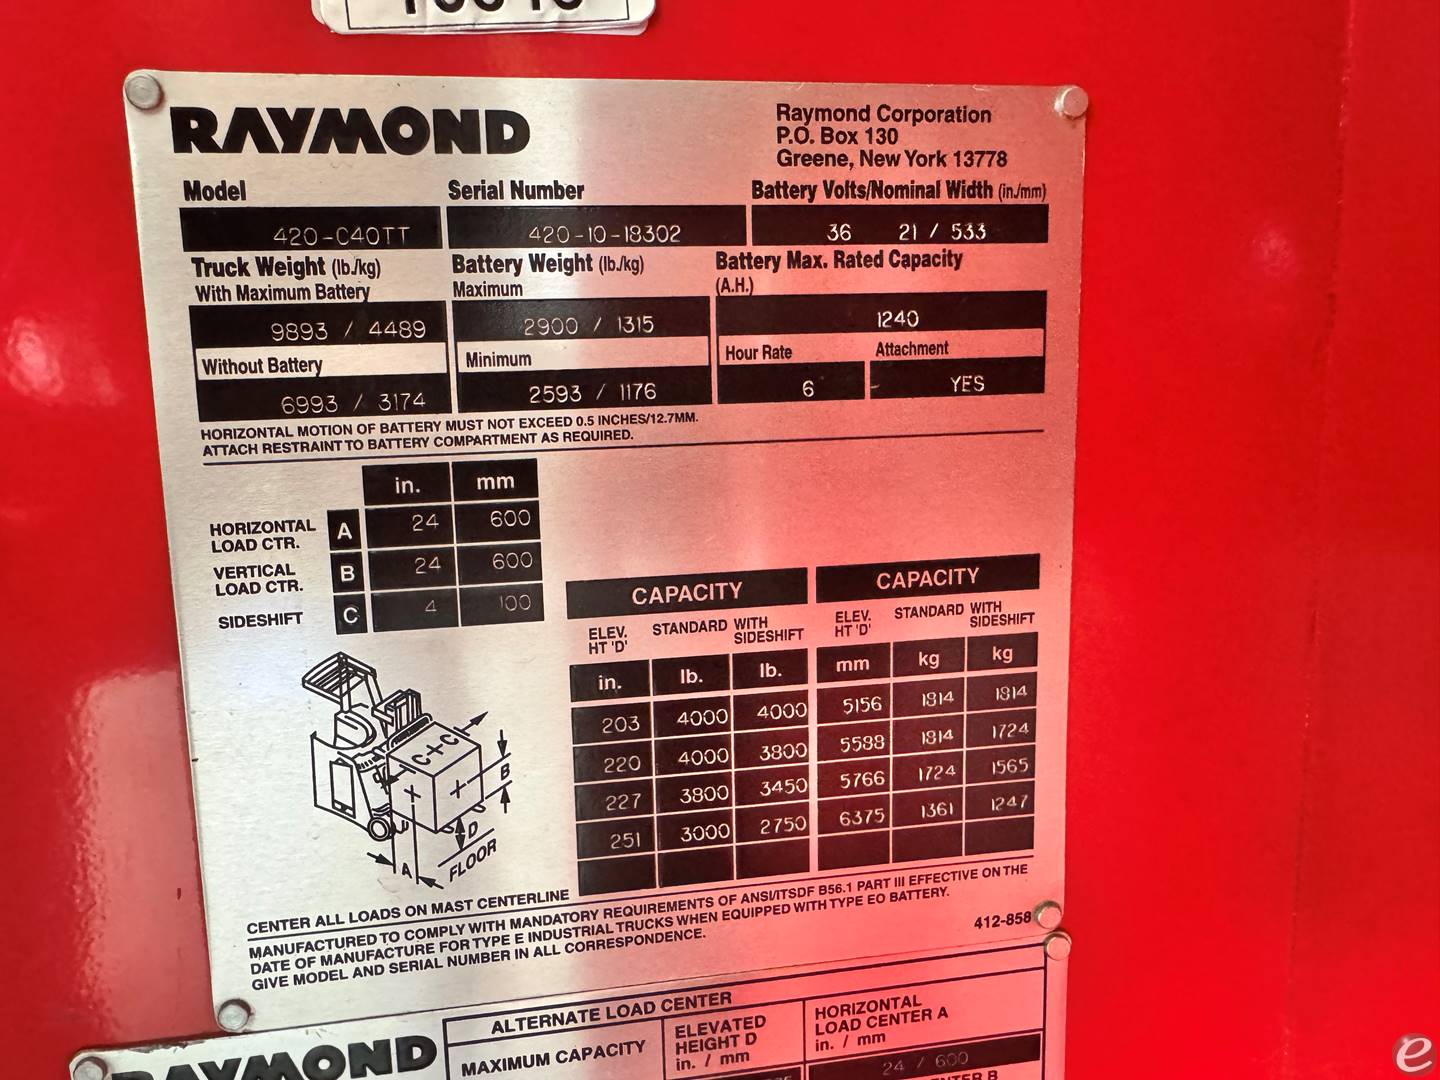 RAYMOND
Raymond Corporation
P.O. Box 130
Greene, New York 13778
Model
Serial Number
Battery Volts/Nominal Width (in./mm)
420-C40TT
420-10-18302
36 21 / 533
Truck Weight (lb./kg)
With Maximum Battery
Battery Weight (lb./kg)
Maximum
Battery Max. Rated Capacity
(A.H.)
9893 / 4489
2900 / 1315
1240
Without Battery
Minimum
Hour Rate
Attachment
6993 / 3174
2593 / 1176
6
YES
HORIZONTAL MOTION OF BATTERY MUST NOT EXCEED 0.5 INCHES/12.7MM.
ATTACH RESTRAINT TO BATTERY COMPARTMENT AS REQUIRED.
in. mm
HORIZONTAL
LOAD CTR.
A 24 600
VERTICAL
LOAD CTR.
B 24 600
SIDESHIFT C 4 100
CAPACITY
CAPACITY
ELEV.
HT 'D'
STANDARD
WITH
SIDESHIFT
ELEV.
HT 'D'
STANDARD
WITH
SIDESHIFT
in. lb. lb. mm kg kg
203 4000 4000 5156 1814 1814
220 4000 3800 5588 1814 1724
227 3800 3450 5766 1724 1565
251 3000 2750 6375 1361 1247
C+C
B
D
A
FLOOR
CENTER ALL LOADS ON MAST CENTERLINE
MANUFACTURED TO COMPLY WITH MANDATORY REQUIREMENTS OF ANSI/ITSDF B56.1 PART III EFFECTIVE ON THE
DATE OF MANUFACTURE FOR TYPE E INDUSTRIAL TRUCKS WHEN EQUIPPED WITH TYPE EO BATTERY.
GIVE MODEL AND SERIAL NUMBER IN ALL CORRESPONDENCE.
412-858
RAYMOND
ALTERNATE LOAD CENTER
MAXIMUM CAPACITY
ELEVATED
HEIGHT D
in. / mm
HORIZONTAL
LOAD CENTER A
in. / mm
24 / 600
e